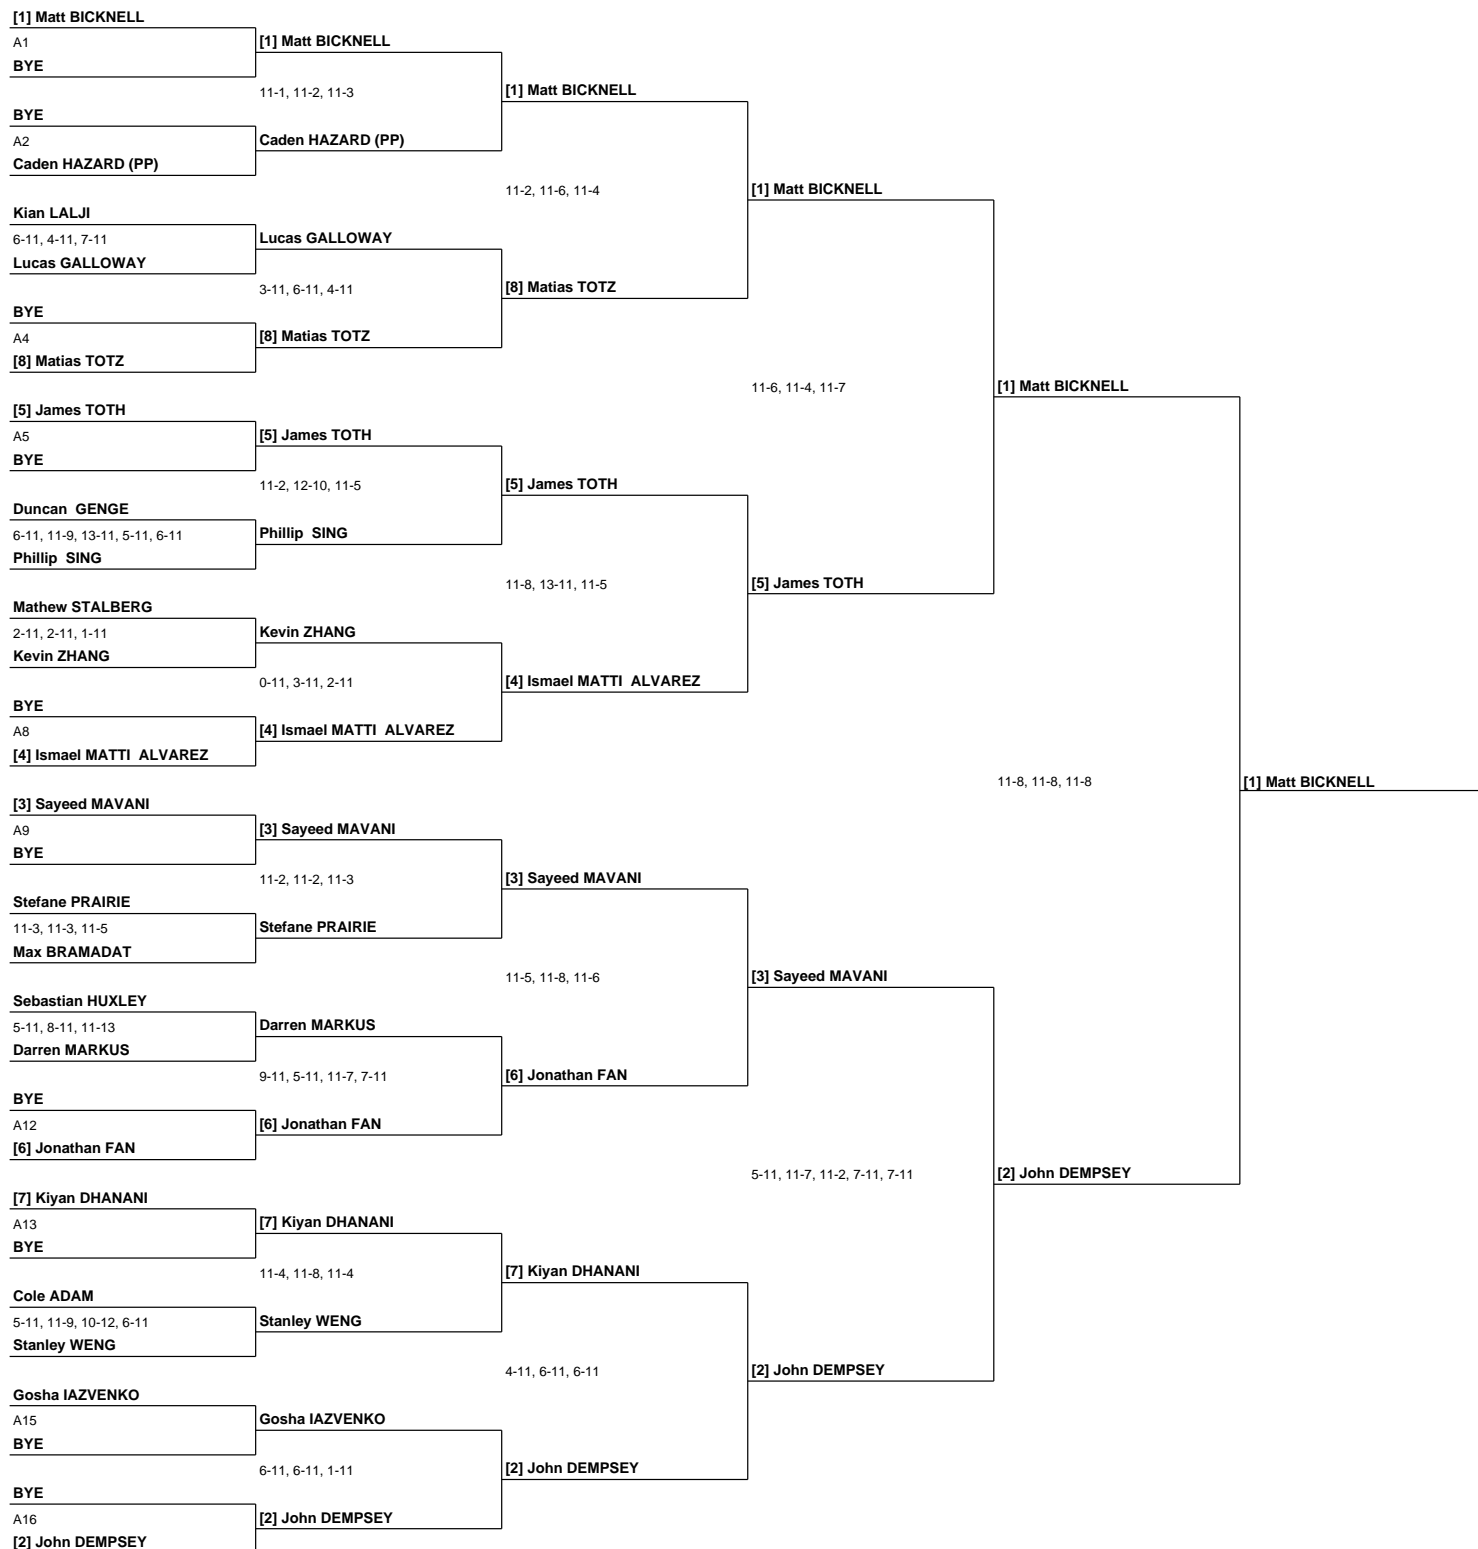 [1] Matt BICKNELL
A1
BYE
[1] Matt BICKNELL
11-1, 11-2, 11-3
BYE
A2
Caden HAZARD (PP)
Caden HAZARD (PP)
[1] Matt BICKNELL
11-2, 11-6, 11-4
Kian LALJI
6-11, 4-11, 7-11
Lucas GALLOWAY
Lucas GALLOWAY
3-11, 6-11, 4-11
BYE
A4
[8] Matias TOTZ
[8] Matias TOTZ
[8] Matias TOTZ
[1] Matt BICKNELL
11-6, 11-4, 11-7
[5] James TOTH
A5
BYE
[5] James TOTH
11-2, 12-10, 11-5
Duncan  GENGE
6-11, 11-9, 13-11, 5-11, 6-11
Phillip  SING
Phillip  SING
[5] James TOTH
11-8, 13-11, 11-5
Mathew STALBERG
2-11, 2-11, 1-11
Kevin ZHANG
Kevin ZHANG
0-11, 3-11, 2-11
BYE
A8
[4] Ismael MATTI  ALVAREZ
[4] Ismael MATTI  ALVAREZ
[4] Ismael MATTI  ALVAREZ
[5] James TOTH
[1] Matt BICKNELL
11-8, 11-8, 11-8
[1] Matt BICKNELL
[3] Sayeed MAVANI
A9
BYE
[3] Sayeed MAVANI
11-2, 11-2, 11-3
Stefane PRAIRIE
11-3, 11-3, 11-5
Max BRAMADAT
Stefane PRAIRIE
[3] Sayeed MAVANI
11-5, 11-8, 11-6
Sebastian HUXLEY
5-11, 8-11, 11-13
Darren MARKUS
Darren MARKUS
9-11, 5-11, 11-7, 7-11
BYE
A12
[6] Jonathan FAN
[6] Jonathan FAN
[6] Jonathan FAN
[3] Sayeed MAVANI
5-11, 11-7, 11-2, 7-11, 7-11
[2] John DEMPSEY
[7] Kiyan DHANANI
A13
BYE
[7] Kiyan DHANANI
11-4, 11-8, 11-4
Cole ADAM
5-11, 11-9, 10-12, 6-11
Stanley WENG
Stanley WENG
[7] Kiyan DHANANI
4-11, 6-11, 6-11
[2] John DEMPSEY
Gosha IAZVENKO
A15
BYE
Gosha IAZVENKO
6-11, 6-11, 1-11
[2] John DEMPSEY
BYE
A16
[2] John DEMPSEY
[2] John DEMPSEY